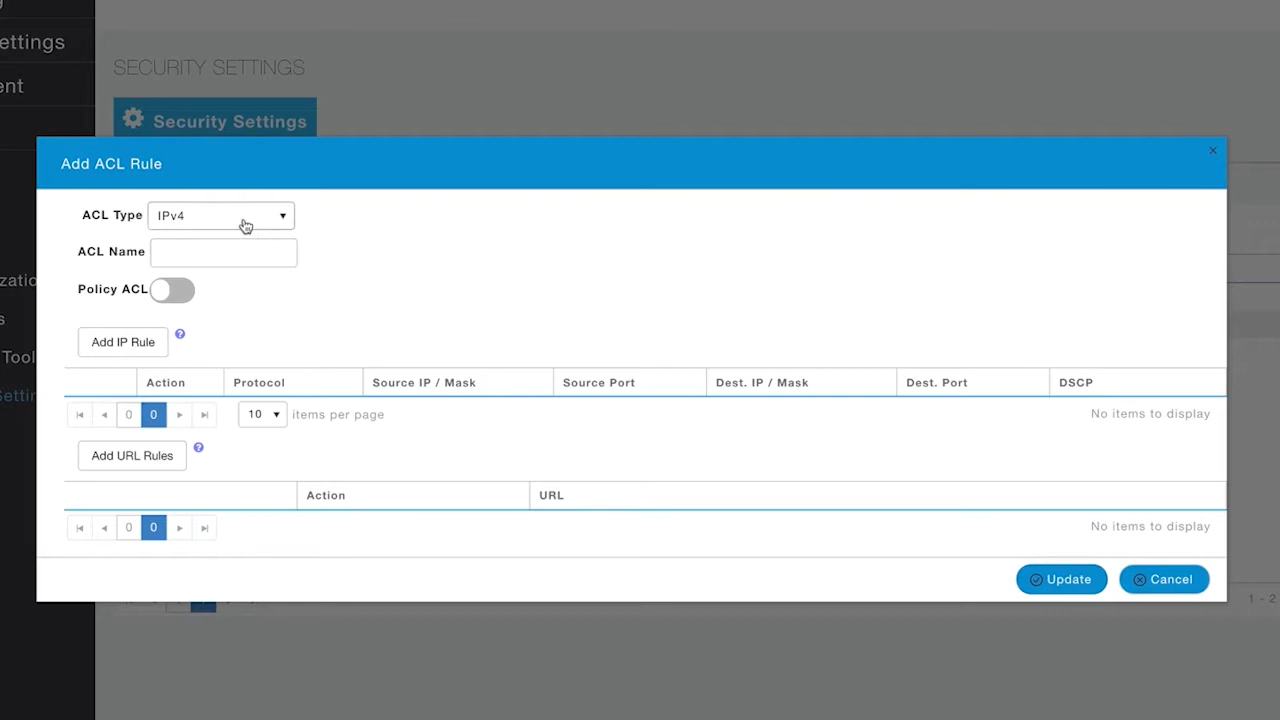 g
ettings
ent
SECURITY SETTINGS
Security Settings
Add ACL Rule
×
ACL Type IPv4
ACL Name
Policy ACL
Add IP Rule ?
Action Protocol Source IP / Mask Source Port Dest. IP / Mask Dest. Port DSCP
0 0 10 items per page No items to display
Add URL Rules ?
Action URL
0 0 No items to display
Update Cancel
zatio
s
Tool
Settin
1 - 2